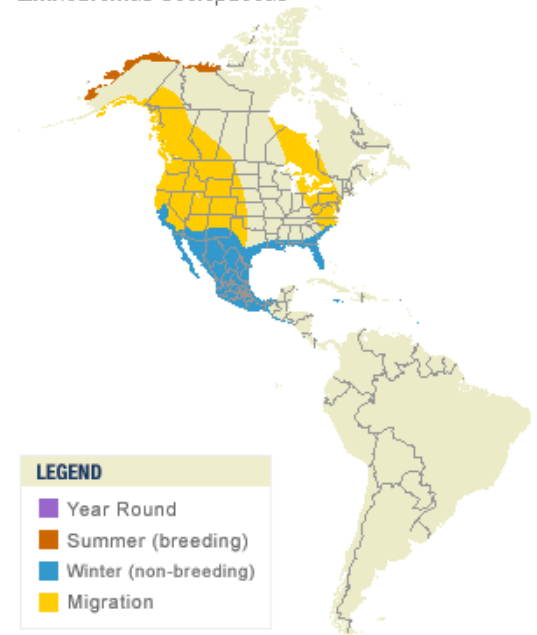 LEGEND
Year Round
Summer (breeding)
Winter (non-breeding)
Migration